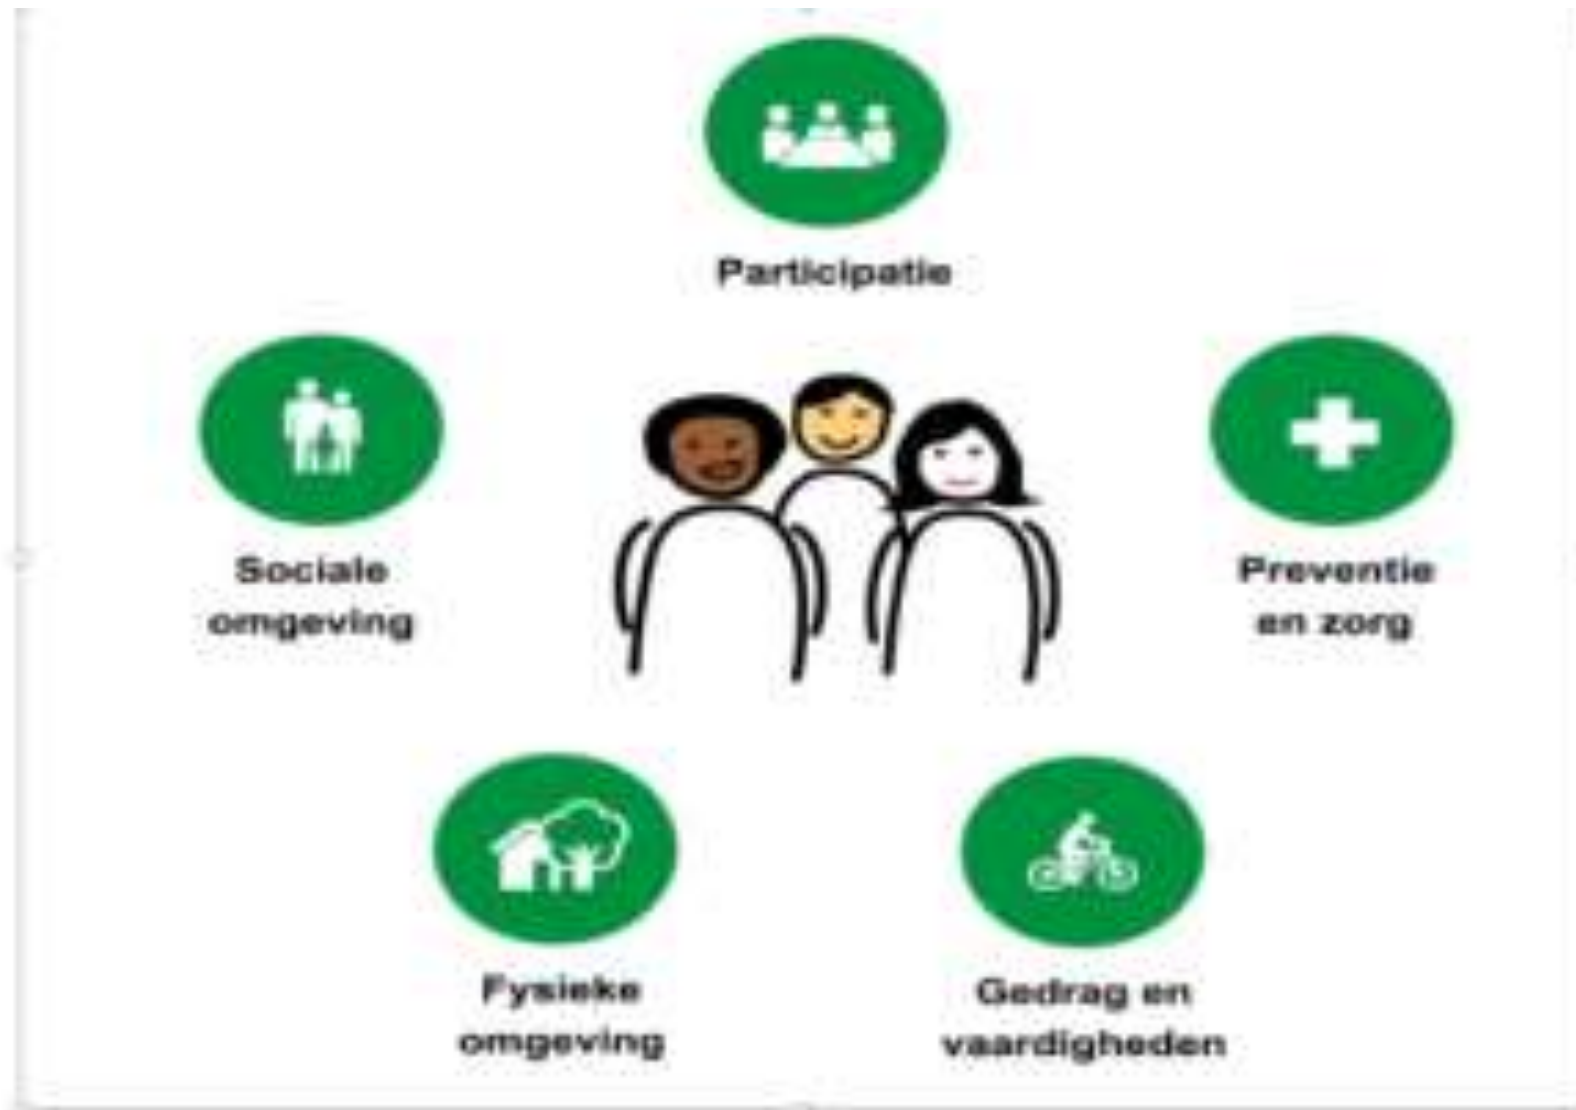 Participatie
Sociale
omgeving
Preventie
en zorg
Fysieke
omgeving
Gedrag en
vaardigheden